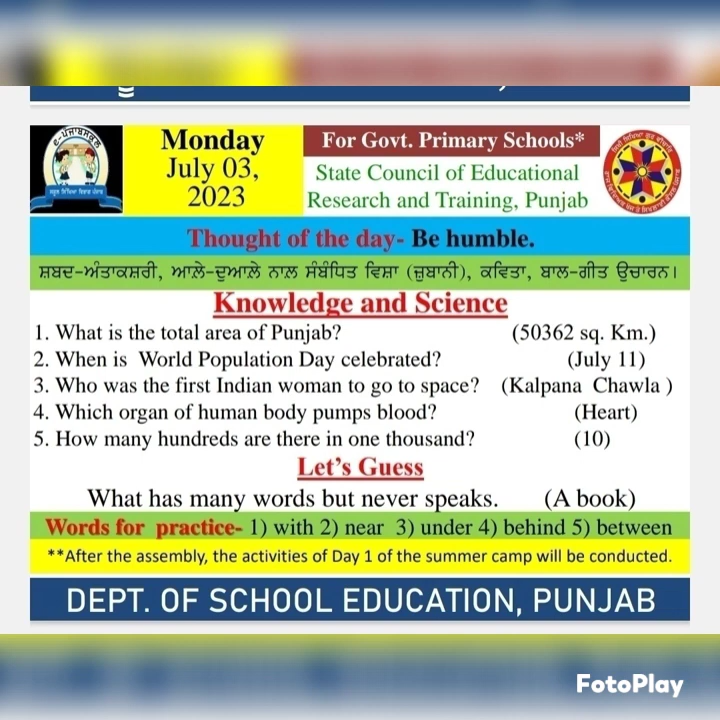 ਈ-ਪੰਜਾਬਸਕੂਲ
Monday
July 03,
2023
For Govt. Primary Schools*
State Council of Educational
Research and Training, Punjab
Thought of the day- Be humble.
ਸ਼ਬਦ-ਅੰਤਾਕਸ਼ਰੀ, ਆਲ਼ੇ-ਦੁਆਲ਼ੇ ਨਾਲ਼ ਸੰਬੰਧਿਤ ਵਿਸ਼ਾ (ਜ਼ੁਬਾਨੀ), ਕਵਿਤਾ, ਬਾਲ-ਗੀਤ ਉਚਾਰਨ।
Knowledge and Science
1. What is the total area of Punjab? (50362 sq. Km.)
2. When is World Population Day celebrated? (July 11)
3. Who was the first Indian woman to go to space? (Kalpana Chawla )
4. Which organ of human body pumps blood? (Heart)
5. How many hundreds are there in one thousand? (10)
Let's Guess
What has many words but never speaks. (A book)
Words for practice- 1) with 2) near 3) under 4) behind 5) between
**After the assembly, the activities of Day 1 of the summer camp will be conducted.
DEPT. OF SCHOOL EDUCATION, PUNJAB
FotoPlay